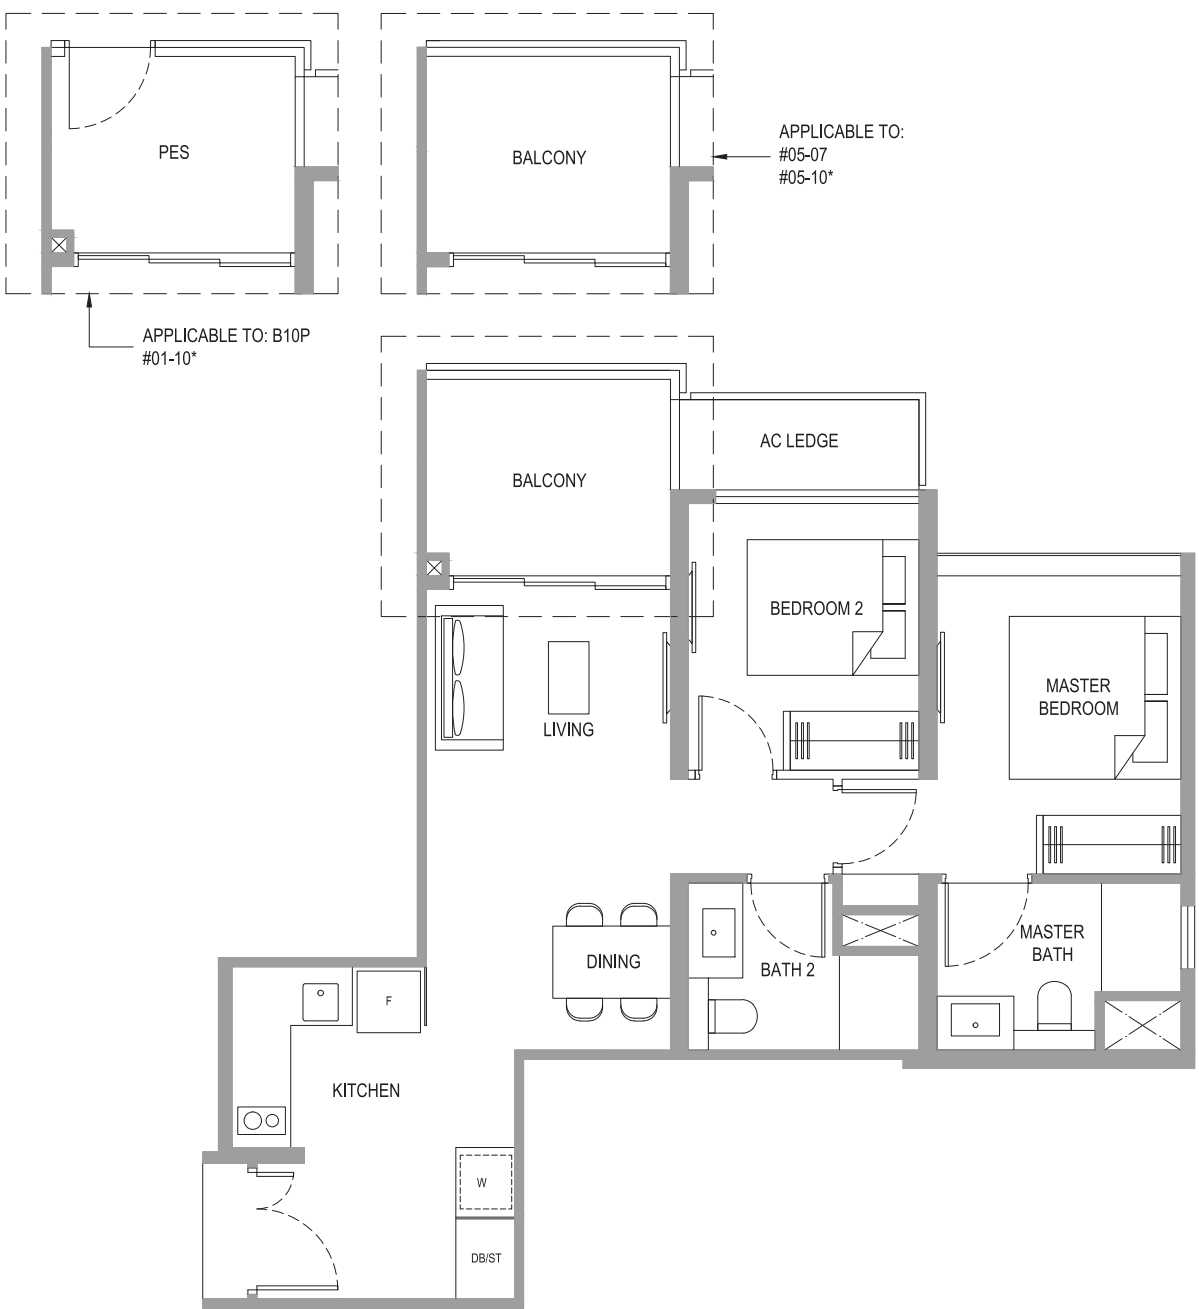 PES
BALCONY
APPLICABLE TO:
#05-07
#05-10*
APPLICABLE TO: B10P
#01-10*
AC LEDGE
BALCONY
BEDROOM 2
MASTER
BEDROOM
LIVING
DINING
BATH 2
MASTER
BATH
F
KITCHEN
W
DB/ST